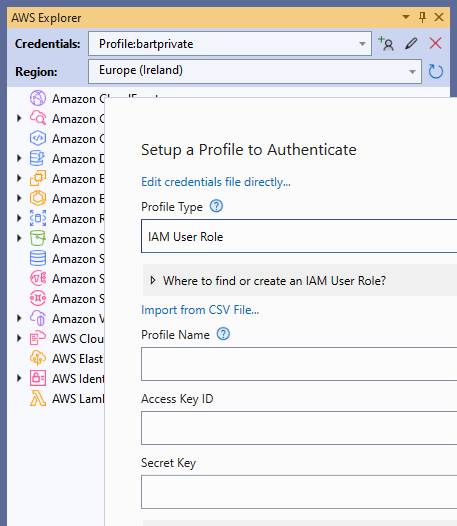 AWS Explorer
Credentials: Profile:bartprivate
Region: Europe (Ireland)
Amazon CloudFront
Amazon C
Amazon C
Amazon D
Amazon E
Amazon E
Amazon R
Amazon S
Amazon S
Amazon S
Amazon S
Amazon V
AWS Cloud
AWS Elast
AWS Ident
AWS Lam
Setup a Profile to Authenticate
Edit credentials file directly...
Profile Type ?
IAM User Role
Where to find or create an IAM User Role?
Import from CSV File...
Profile Name ?
Access Key ID
Secret Key